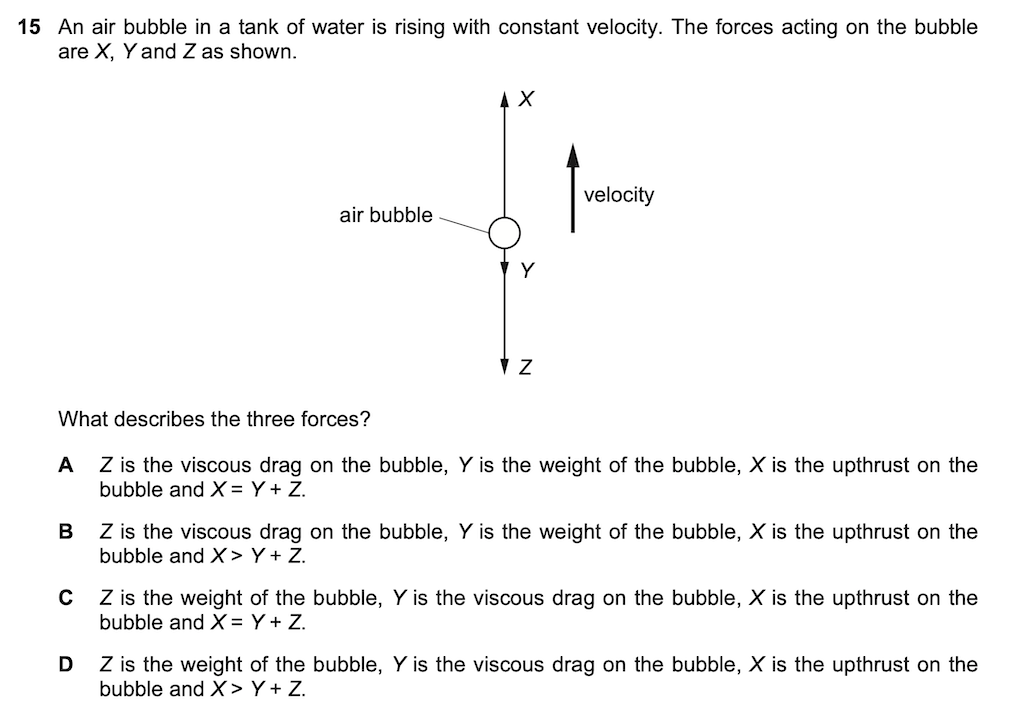 15 An air bubble in a tank of water is rising with constant velocity. The forces acting on the bubble
are X, Y and Z as shown.
X
velocity
air bubble
Y
Z
What describes the three forces?
A Z is the viscous drag on the bubble, Y is the weight of the bubble, X is the upthrust on the
bubble and X = Y + Z.
B Z is the viscous drag on the bubble, Y is the weight of the bubble, X is the upthrust on the
bubble and X > Y + Z.
C Z is the weight of the bubble, Y is the viscous drag on the bubble, X is the upthrust on the
bubble and X = Y + Z.
D Z is the weight of the bubble, Y is the viscous drag on the bubble, X is the upthrust on the
bubble and X > Y + Z.